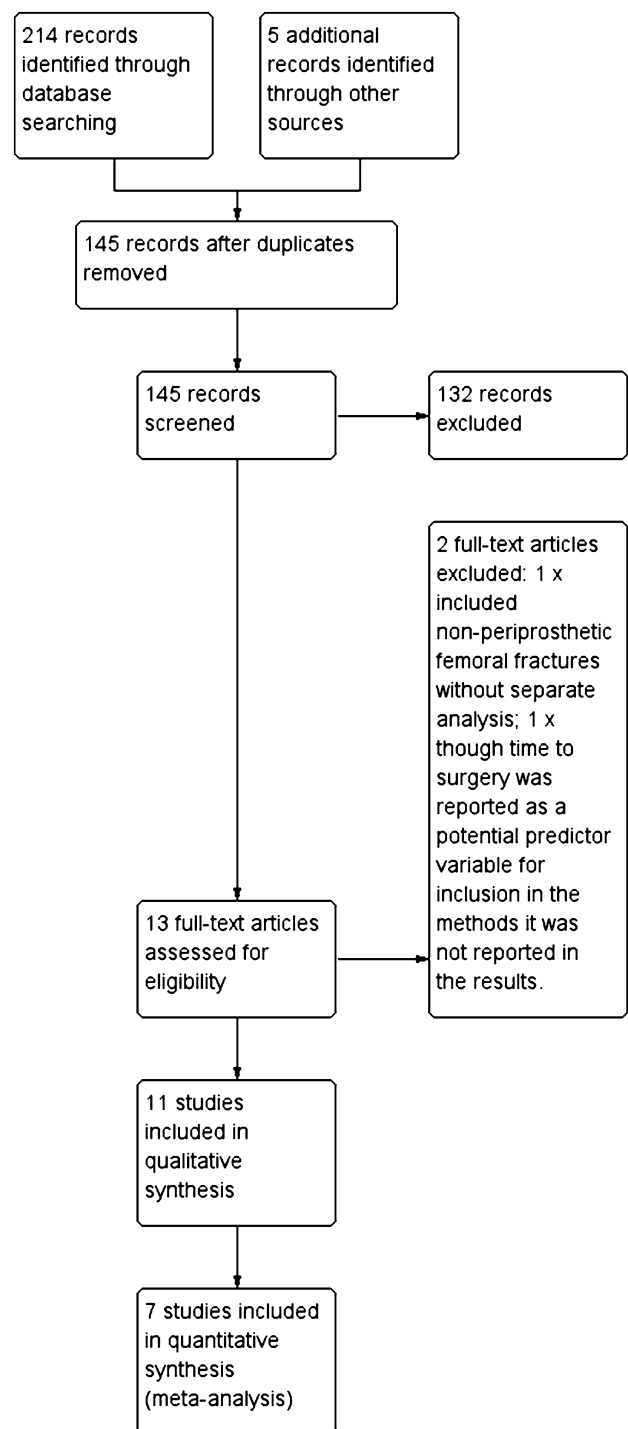 214 records
identified through
database
searching
5 additional
records identified
through other
sources
145 records after duplicates
removed
145 records
screened
132 records
excluded
2 full-text articles
excluded: 1 x
included
non-periprosthetic
femoral fractures
without separate
analysis; 1 x
though time to
surgery was
reported as a
potential predictor
variable for
inclusion in the
methods it was
not reported in
the results.
13 full-text articles
assessed for
eligibility
11 studies
included in
qualitative
synthesis
7 studies included
in quantitative
synthesis
(meta-analysis)